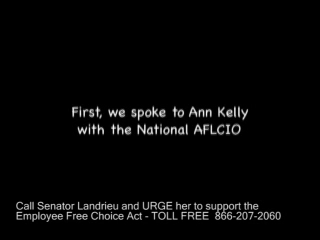 First, we spoke to Ann Kelly
with the National AFLCIO
Call Senator Landrieu and URGE her to support the
Employee Free Choice Act - TOLL FREE 866-207-2060